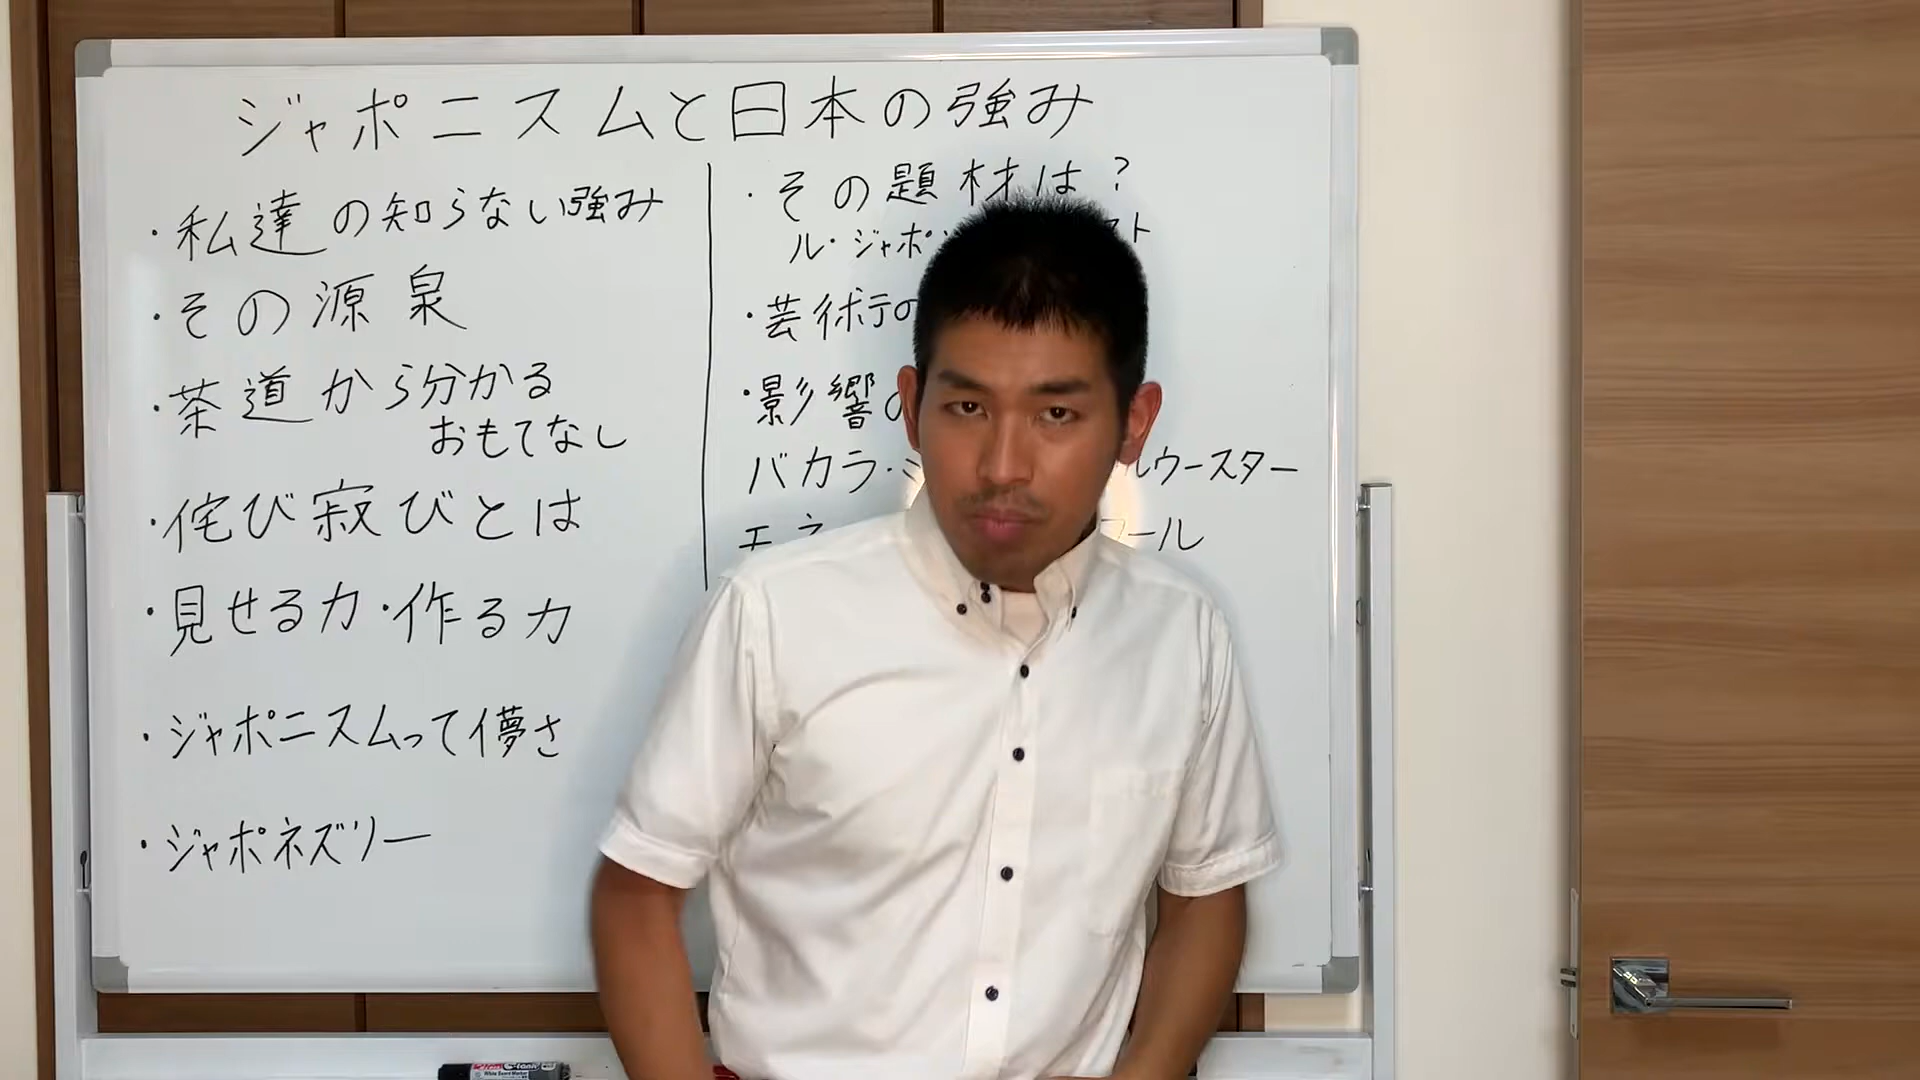 ジャポニスムと日本の強み
・私達の知らない強み
・その源泉
・茶道から分かる
おもてなし
・侘び寂びとは
・見せる力・作る力
・ジャポニスムって儚さ
・ジャポネズリー
・その題材は?
ル・ジャポ
・芸術
・影響
バカラ・ ルウースター
エ ール